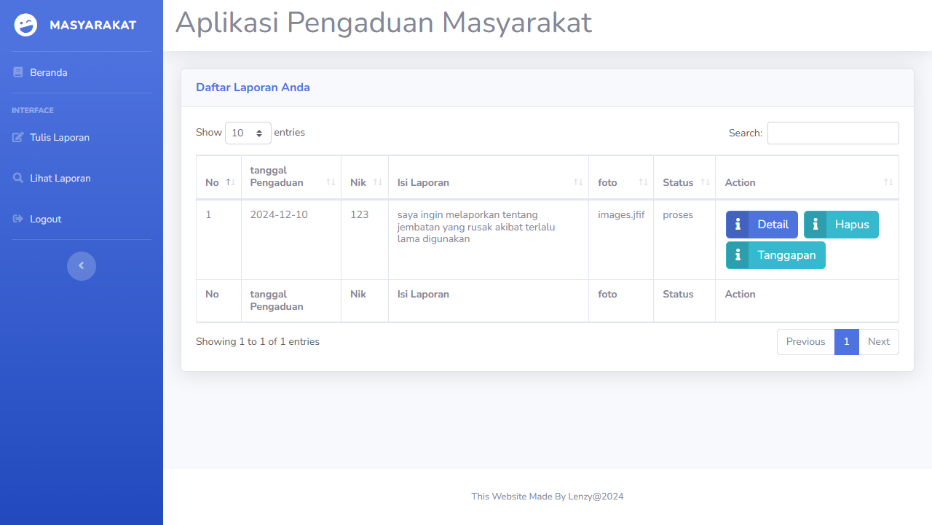 MASYARAKAT
Beranda
INTERFACE
Tulis Laporan
Lihat Laporan
Logout
Aplikasi Pengaduan Masyarakat
Daftar Laporan Anda
Show 10 entries
Search:
No tanggal Pengaduan Nik Isi Laporan foto Status Action
1 2024-12-10 123 saya ingin melaporkan tentang images.jfif proses Detail Hapus
jembatan yang rusak akibat terlalu
lama digunakan
Tanggapan
No tanggal Pengaduan Nik Isi Laporan foto Status Action
Showing 1 to 1 of 1 entries
Previous 1 Next
This Website Made By Lenzy@2024